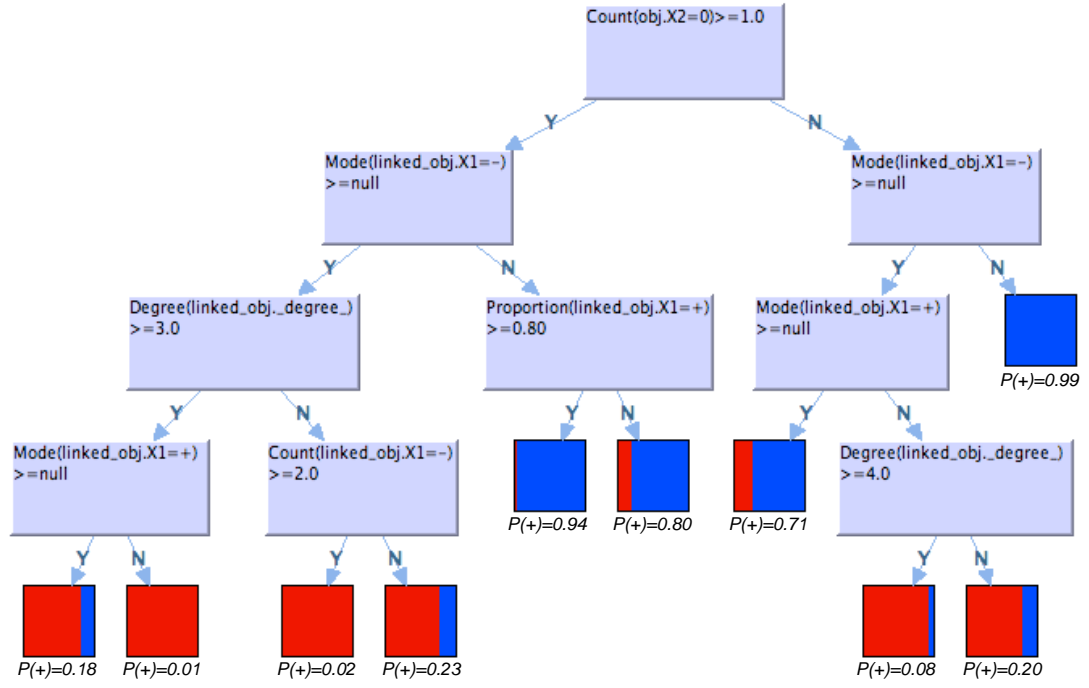 Count(obj.X2=0)>=1.0
Y
N
Mode(linked_obj.X1=–)
>=null
Mode(linked_obj.X1=–)
>=null
Y
N
Y
N
Degree(linked_obj._degree_)
>=3.0
Proportion(linked_obj.X1=+)
>=0.80
Mode(linked_obj.X1=+)
>=null
P(+)=0.99
Y
N
Y
N
Y
N
Mode(linked_obj.X1=+)
>=null
Count(linked_obj.X1=–)
>=2.0
P(+)=0.94
P(+)=0.80
P(+)=0.71
Degree(linked_obj._degree_)
>=4.0
Y
N
Y
N
Y
N
P(+)=0.18
P(+)=0.01
P(+)=0.02
P(+)=0.23
P(+)=0.08
P(+)=0.20